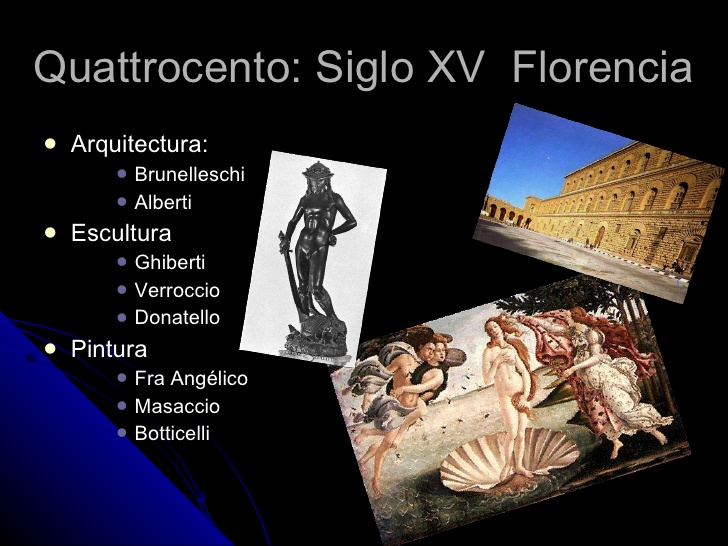 Quattrocento: Siglo XV Florencia
Arquitectura:
Brunelleschi
Alberti
Escultura
Ghiberti
Verroccio
Donatello
Pintura
Fra Angélico
Masaccio
Botticelli